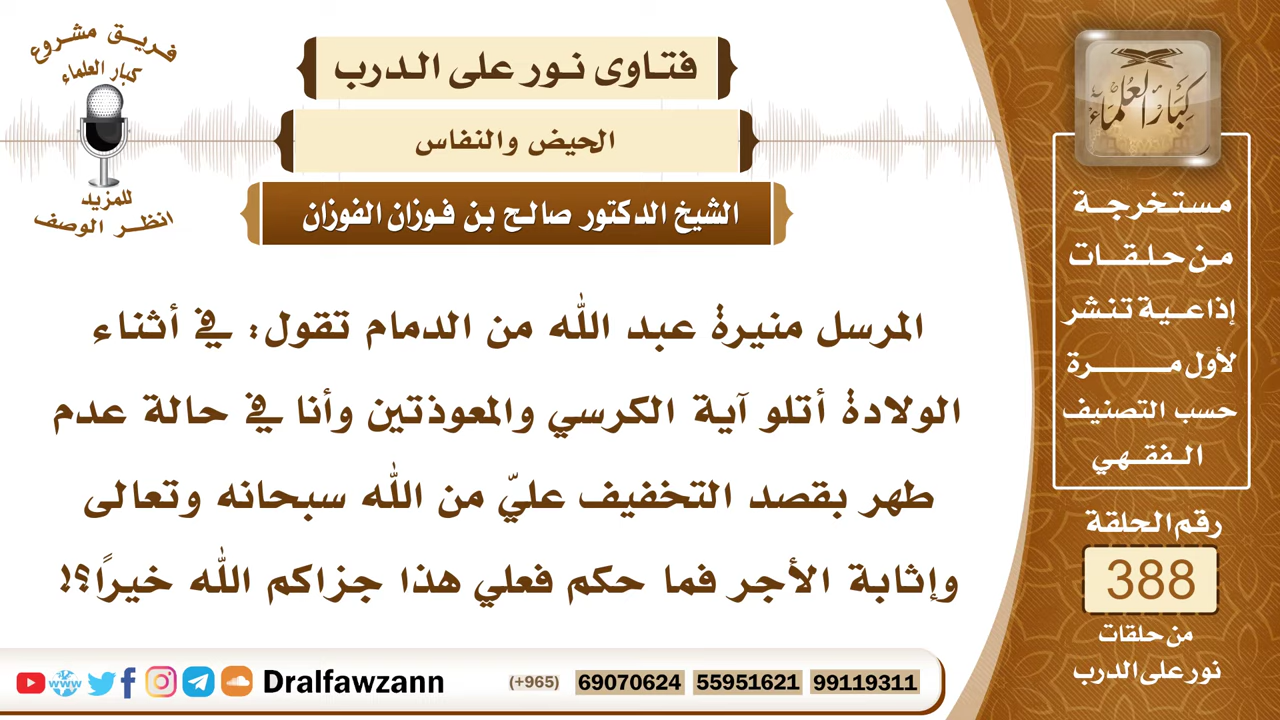 فريق مشروع
كبار العلماء
للمزيد
انظر الوصف
فتاوى نور على الدرب
الحيض والنفاس
الشيخ الدكتور صالح بن فوزان الفوزان
المرسل منيرة عبد الله من الدمام تقول: في أثناء
الولادة أتلو آية الكرسي والمعوذتين وأنا في حالة عدم
طهر بقصد التخفيف عليّ من الله سبحانه وتعالى
وإثابة الأجر فما حكم فعلي هذا جزاكم الله خيرًا؟!
كبار العلماء
مستخرجة
من حلقات
إذاعية تنشر
لأول مرة
حسب التصنيف
الفقهي
رقم الحلقة
388
من حلقات
نور على الدرب
www Dralfawzann (+965) 69070624 55951621 99119311